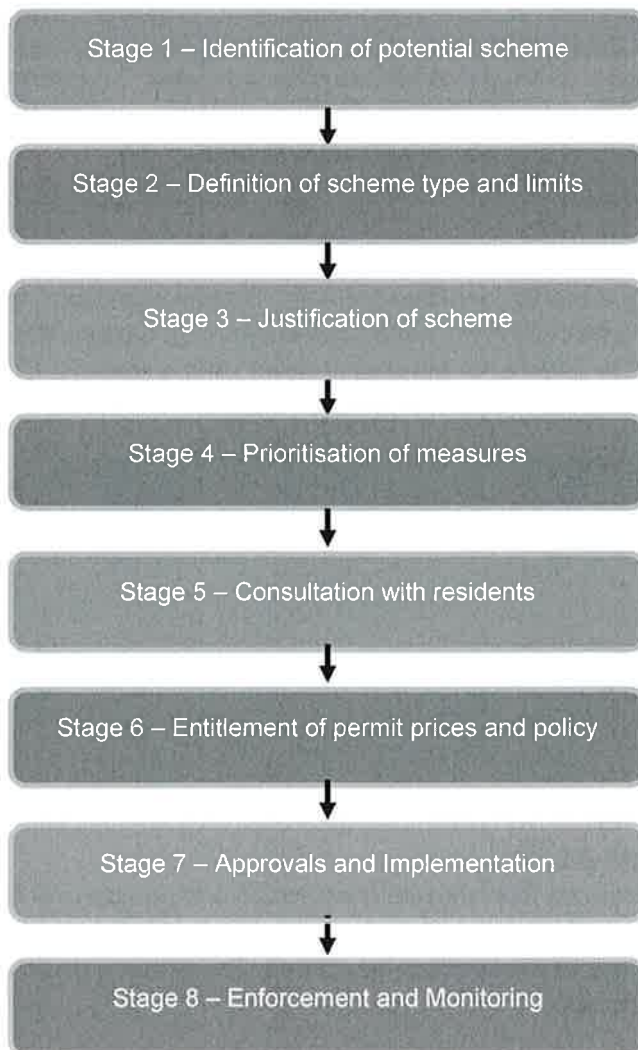 Stage 1 – Identification of potential scheme
Stage 2 – Definition of scheme type and limits
Stage 3 – Justification of scheme
Stage 4 – Prioritisation of measures
Stage 5 – Consultation with residents
Stage 6 – Entitlement of permit prices and policy
Stage 7 – Approvals and Implementation
Stage 8 – Enforcement and Monitoring